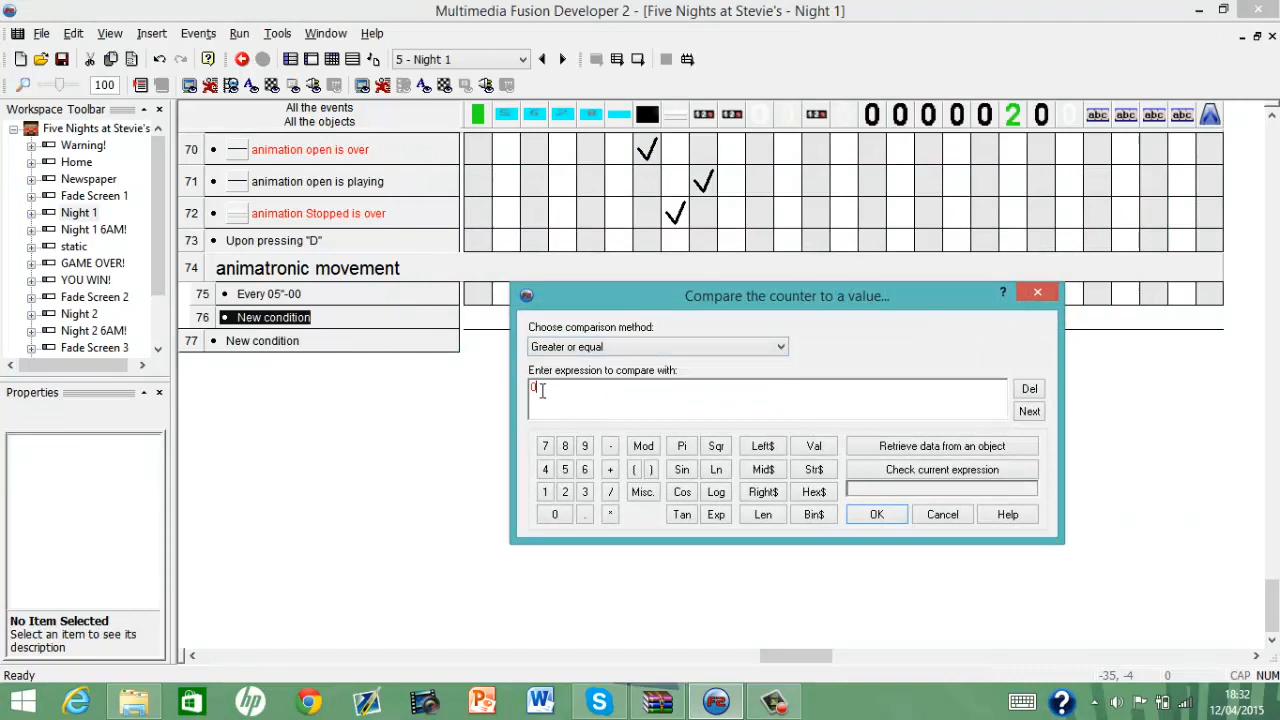 Multimedia Fusion Developer 2 - [Five Nights at Stevie's - Night 1]
File Edit View Insert Events Run Tools Window Help
5 - Night 1
100
Workspace Toolbar
Five Nights at Stevie's
Warning!
Home
Newspaper
Fade Screen 1
Night 1
Night 1 6AM!
static
GAME OVER!
YOU WIN!
Fade Screen 2
Night 2
Night 2 6AM!
Fade Screen 3
Properties
No Item Selected
Select an item to see its
description
All the events
All the objects
0 0 0 0 0 2 0
abc abc abc abc
70 • animation open is over
71 • animation open is playing
72 • animation Stopped is over
73 • Upon pressing "D"
74 animatronic movement
75 • Every 05"-00
76 • New condition
77 • New condition
Compare the counter to a value...
?
Choose comparison method:
Greater or equal
Enter expression to compare with:
0
Del
Next
7 8 9 - Mod Pi Sqr Left$ Val Retrieve data from an object
4 5 6 + ( ) Sin Ln Mid$ Str$ Check current expression
1 2 3 / Misc. Cos Log Right$ Hex$
0 . * Tan Exp Len Bin$ OK Cancel Help
Ready
-35, -4 0 CAP NUM
18:32
12/04/2015